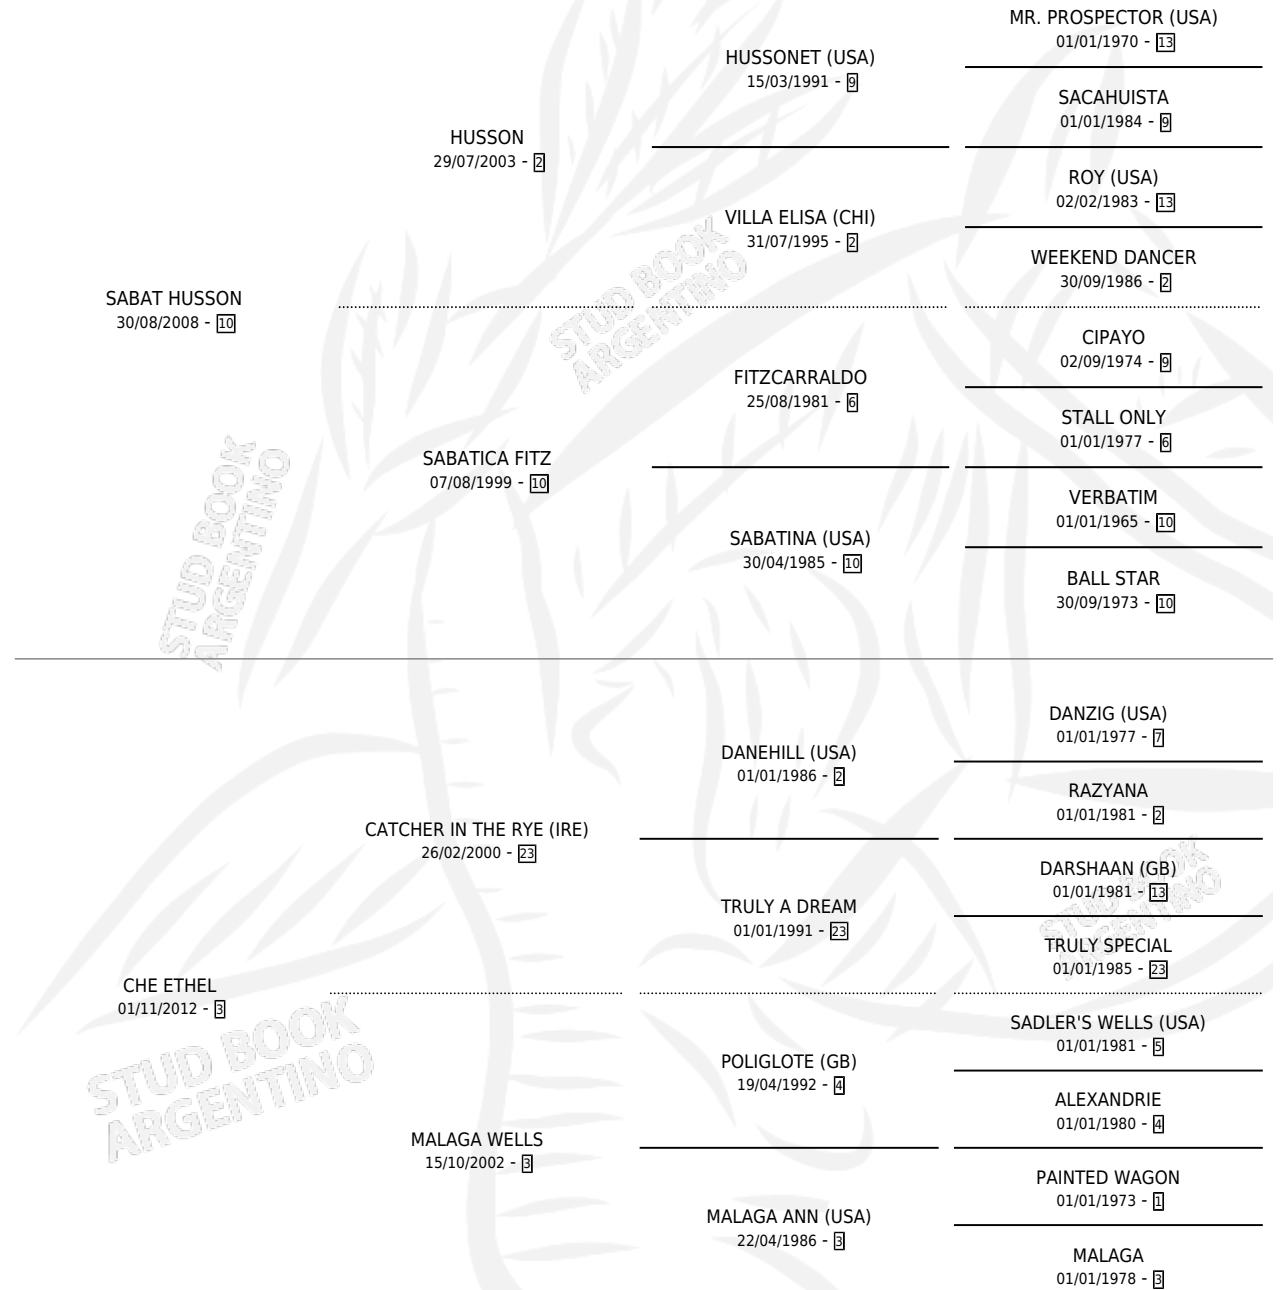 MR. PROSPECTOR (USA)
01/01/1970 - 13
HUSSONET (USA)
15/03/1991 - 9
SACAHUISTA
01/01/1984 - 9
HUSSON
29/07/2003 - 2
ROY (USA)
02/02/1983 - 13
VILLA ELISA (CHI)
31/07/1995 - 2
WEEKEND DANCER
30/09/1986 - 2
SABAT HUSSON
30/08/2008 - 10
CIPAYO
02/09/1974 - 9
FITZCARRALDO
25/08/1981 - 6
STALL ONLY
01/01/1977 - 6
SABATICA FITZ
07/08/1999 - 10
VERBATIM
01/01/1965 - 10
SABATINA (USA)
30/04/1985 - 10
BALL STAR
30/09/1973 - 10
DANZIG (USA)
01/01/1977 - 7
DANEHILL (USA)
01/01/1986 - 2
RAZYANA
01/01/1981 - 2
CATCHER IN THE RYE (IRE)
26/02/2000 - 23
DARSHAAN (GB)
01/01/1981 - 13
TRULY A DREAM
01/01/1991 - 23
TRULY SPECIAL
01/01/1985 - 23
CHE ETHEL
01/11/2012 - 3
SADLER'S WELLS (USA)
01/01/1981 - 5
POLIGLOTE (GB)
19/04/1992 - 4
ALEXANDRIE
01/01/1980 - 4
MALAGA WELLS
15/10/2002 - 3
PAINTED WAGON
01/01/1973 - 1
MALAGA ANN (USA)
22/04/1986 - 3
MALAGA
01/01/1978 - 3
STUD BOOK
ARGENTINO
STUD BOOK
ARGENTINO
STUD BOOK
ARGENTINO
STUD BOOK
ARGENTINO